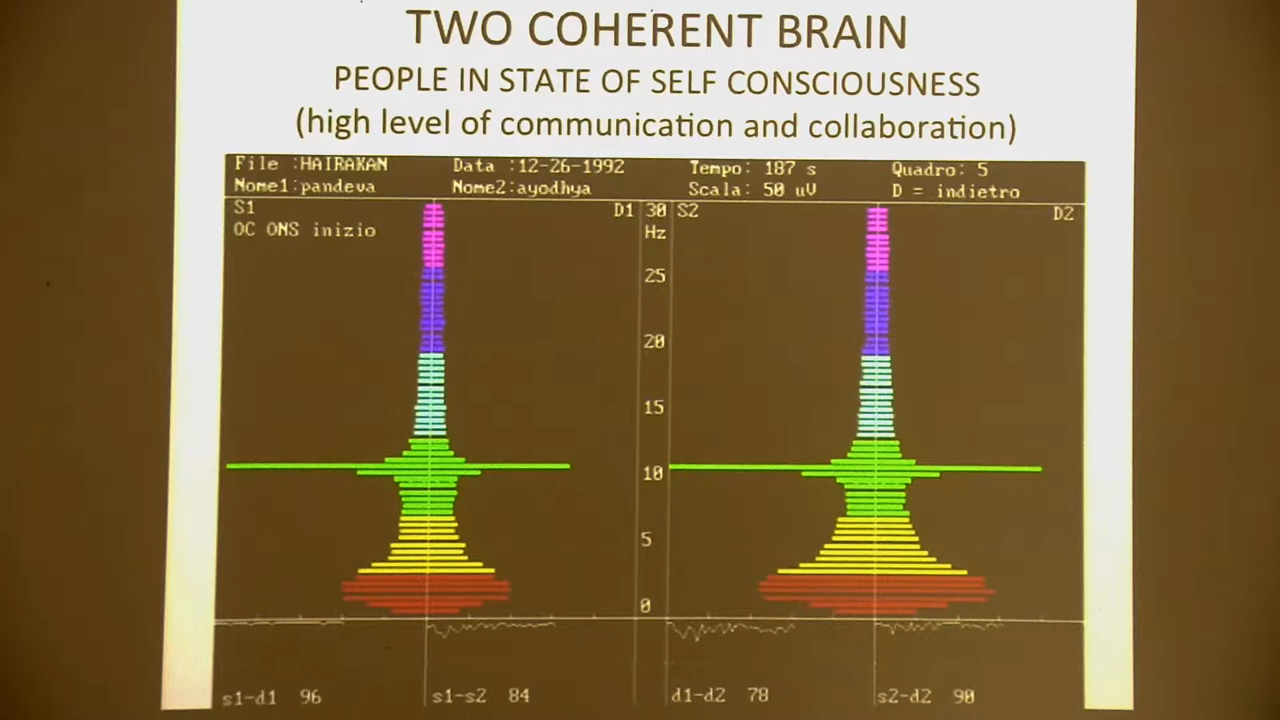 TWO COHERENT BRAIN
PEOPLE IN STATE OF SELF CONSCIOUSNESS
(high level of communication and collaboration)
File :HAIRAKAN Data :12-26-1992 Tempo: 187 s Quadro: 5
Nome1:pandeva Nome2:ayodhya Scala: 50 uV D = indietro
S1 D1 30 S2 D2
OC ONS inizio Hz
25
20
15
10
5
0
s1-d1 96 s1-s2 84 d1-d2 78 s2-d2 90